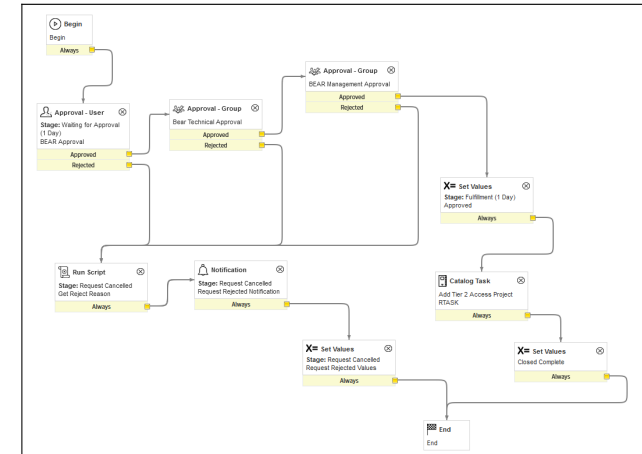 Begin
Begin
Always
Approval - User
Stage: Waiting for Approval
(1 Day)
BEAR Approval
Approved
Rejected
Approval - Group
Bear Technical Approval
Approved
Rejected
Approval - Group
BEAR Management Approval
Approved
Rejected
X= Set Values
Stage: Fulfillment (1 Day)
Approved
Always
Run Script
Stage: Request Cancelled
Get Reject Reason
Always
Notification
Stage: Request Cancelled
Request Rejected Notification
Always
Catalog Task
Add Tier 2 Access Project
RTASK
Always
X= Set Values
Stage: Request Cancelled
Request Rejected Values
Always
X= Set Values
Closed Complete
Always
End
End